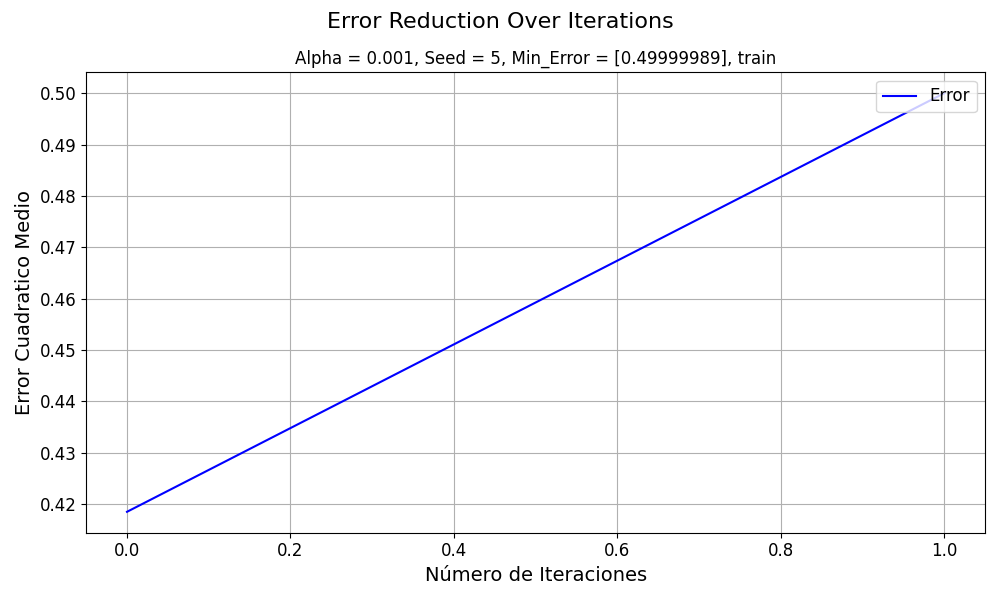 Error Reduction Over Iterations
Alpha = 0.001, Seed = 5, Min_Error = [0.49999989], train
Error
0.50
0.49
0.48
0.47
0.46
0.45
0.44
0.43
0.42
Error Cuadratico Medio
0.0 0.2 0.4 0.6 0.8 1.0
Número de Iteraciones